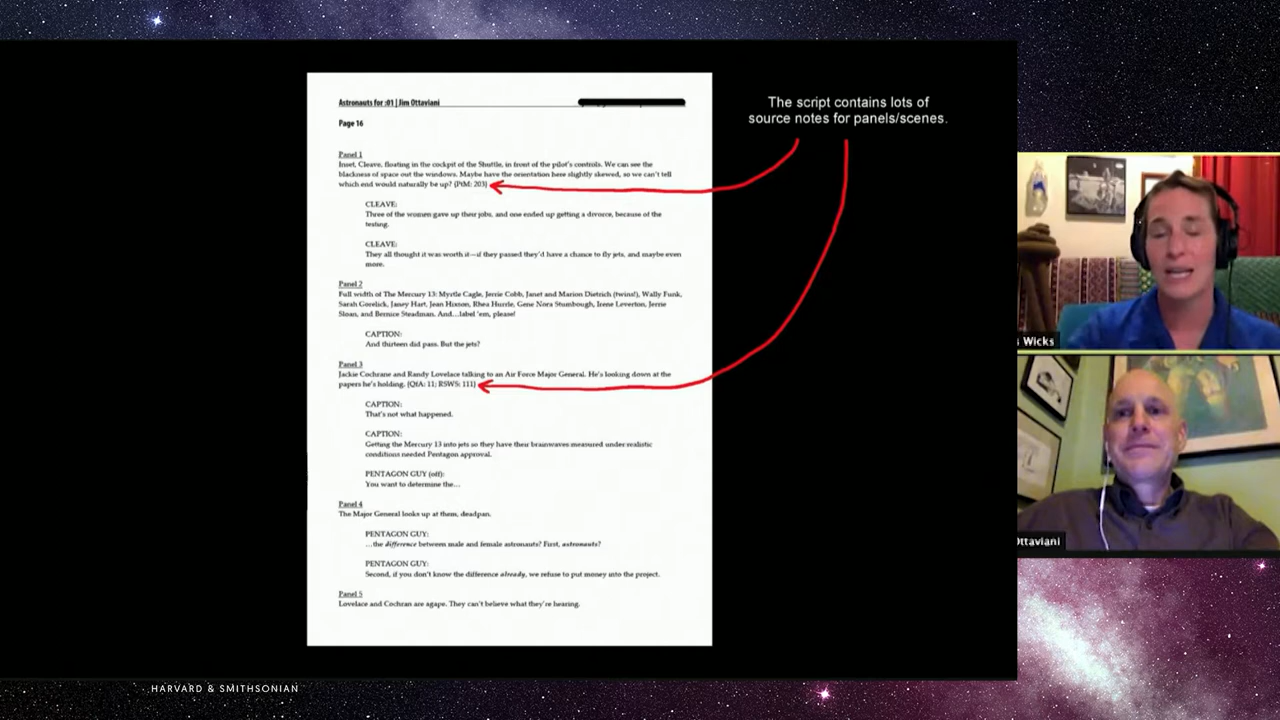 Astronauts for :01 | Jim Ottaviani
Page 16
Panel 1
Inset, Cleave, floating in the cockpit of the Shuttle, in front of the pilot's controls. We can see the
blackness of space out the windows. Maybe have the orientation here slightly skewed, so we can't tell
which end would naturally be up? (PtM: 203)
CLEAVE:
Three of the women gave up their jobs, and one ended up getting a divorce, because of the
testing.
CLEAVE:
They all thought it was worth it—if they passed they'd have a chance to fly jets, and maybe even
more.
Panel 2
Full width of The Mercury 13: Myrtle Cagle, Jerrie Cobb, Janet and Marion Dietrich (twins!), Wally Funk,
Sarah Gorelick, Janey Hart, Jean Hixson, Rhea Hurrle, Gene Nora Stumbough, Irene Leverton, Jerrie
Sloan, and Bernice Steadman. And...label 'em, please!
CAPTION:
And thirteen did pass. But the jets?
Panel 3
Jackie Cochrane and Randy Lovelace talking to an Air Force Major General. He's looking down at the
papers he's holding. (QfA: 11; RSWS: 111)
CAPTION:
That's not what happened.
CAPTION:
Getting the Mercury 13 into jets so they have their brainwaves measured under realistic
conditions needed Pentagon approval.
PENTAGON GUY (off):
You want to determine the...
Panel 4
The Major General looks up at them, deadpan.
PENTAGON GUY:
...the difference between male and female astronauts? First, astronauts?
PENTAGON GUY:
Second, if you don't know the difference already, we refuse to put money into the project.
Panel 5
Lovelace and Cochran are agape. They can't believe what they're hearing.
The script contains lots of
source notes for panels/scenes.
s Wicks
Ottaviani
HARVARD & SMITHSONIAN